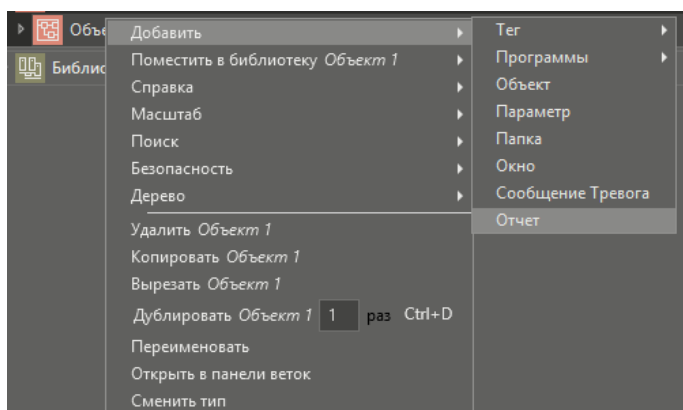 Объе
Библис
Добавить
Поместить в библиотеку Объект 1
Справка
Масштаб
Поиск
Безопасность
Дерево
Удалить Объект 1
Копировать Объект 1
Вырезать Объект 1
Дублировать Объект 1 1 раз Ctrl+D
Переименовать
Открыть в панели веток
Сменить тип
Тег
Программы
Объект
Параметр
Папка
Окно
Сообщение Тревога
Отчет